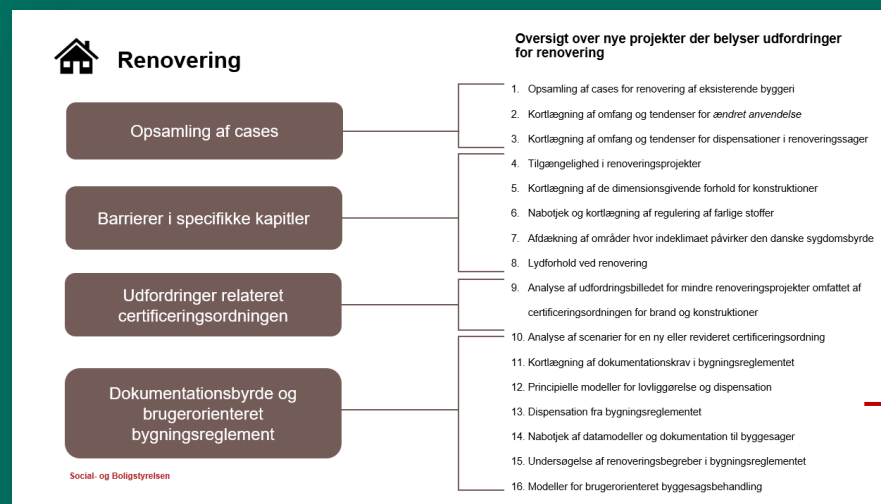 Renovering
Opsamling af cases
Barrierer i specifikke kapitler
Udfordringer relateret
certificeringsordningen
Dokumentationsbyrde og
brugerorienteret
bygningsreglement
Social- og Boligstyrelsen
Oversigt over nye projekter der belyser udfordringer
for renovering
1. Opsamling af cases for renovering af eksisterende byggeri
2. Kortlægning af omfang og tendenser for ændret anvendelse
3. Kortlægning af omfang og tendenser for dispensationer i renoveringssager
4. Tilgængelighed i renoveringsprojekter
5. Kortlægning af de dimensionsgivende forhold for konstruktioner
6. Nabotjek og kortlægning af regulering af farlige stoffer
7. Afdækning af områder hvor indeklimaet påvirker den danske sygdomsbyrde
8. Lydforhold ved renovering
9. Analyse af udfordringsbilledet for mindre renoveringsprojekter omfattet af
certificeringsordningen for brand og konstruktioner
10. Analyse af scenarier for en ny eller revideret certificeringsordning
11. Kortlægning af dokumentationskrav i bygningsreglementet
12. Principielle modeller for lovliggørelse og dispensation
13. Dispensation fra bygningsreglementet
14. Nabotjek af datamodeller og dokumentation til byggesager
15. Undersøgelse af renoveringsbegreber i bygningsreglementet
16. Modeller for brugerorienteret byggesagsbehandling